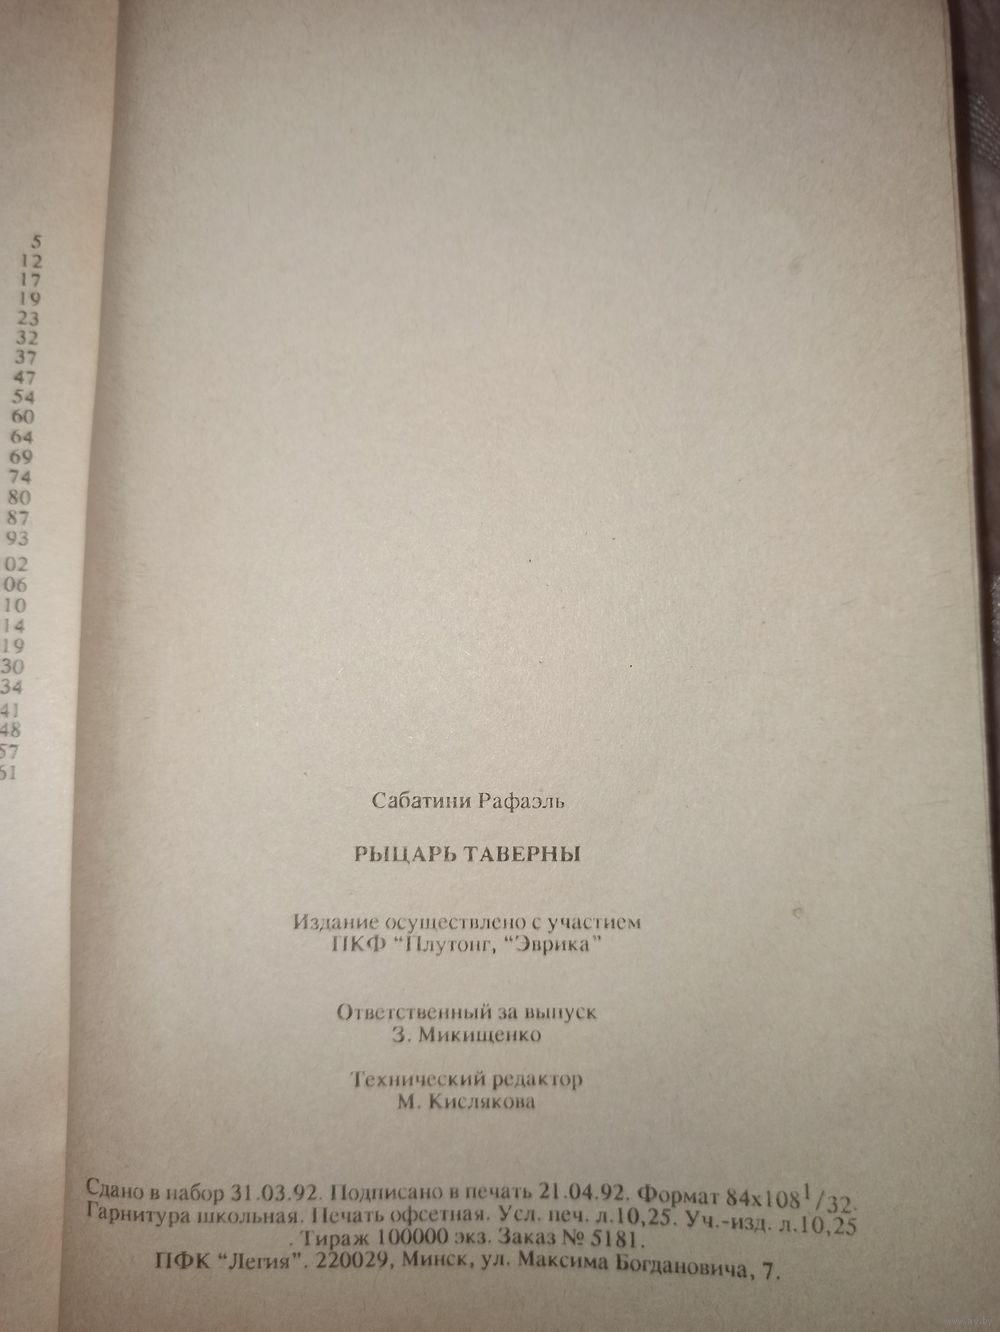 5
12
17
19
23
32
37
47
54
60
64
69
74
80
87
93
02
06
10
14
19
30
34
41
48
57
61
Сабатини Рафаэль
РЫЦАРЬ ТАВЕРНЫ
Издание осуществлено с участием
ПКФ “Плутонг, “Эврика”
Ответственный за выпуск
З. Микищенко
Технический редактор
М. Кислякова
Сдано в набор 31.03.92. Подписано в печать 21.04.92. Формат 84х108 1/32.
Гарнитура школьная. Печать офсетная. Усл. печ. л.10,25. Уч.-изд. л.10,25
. Тираж 100000 экз. Заказ № 5181.
ПФК “Легия”. 220029, Минск, ул. Максима Богдановича, 7.
www.ay.by